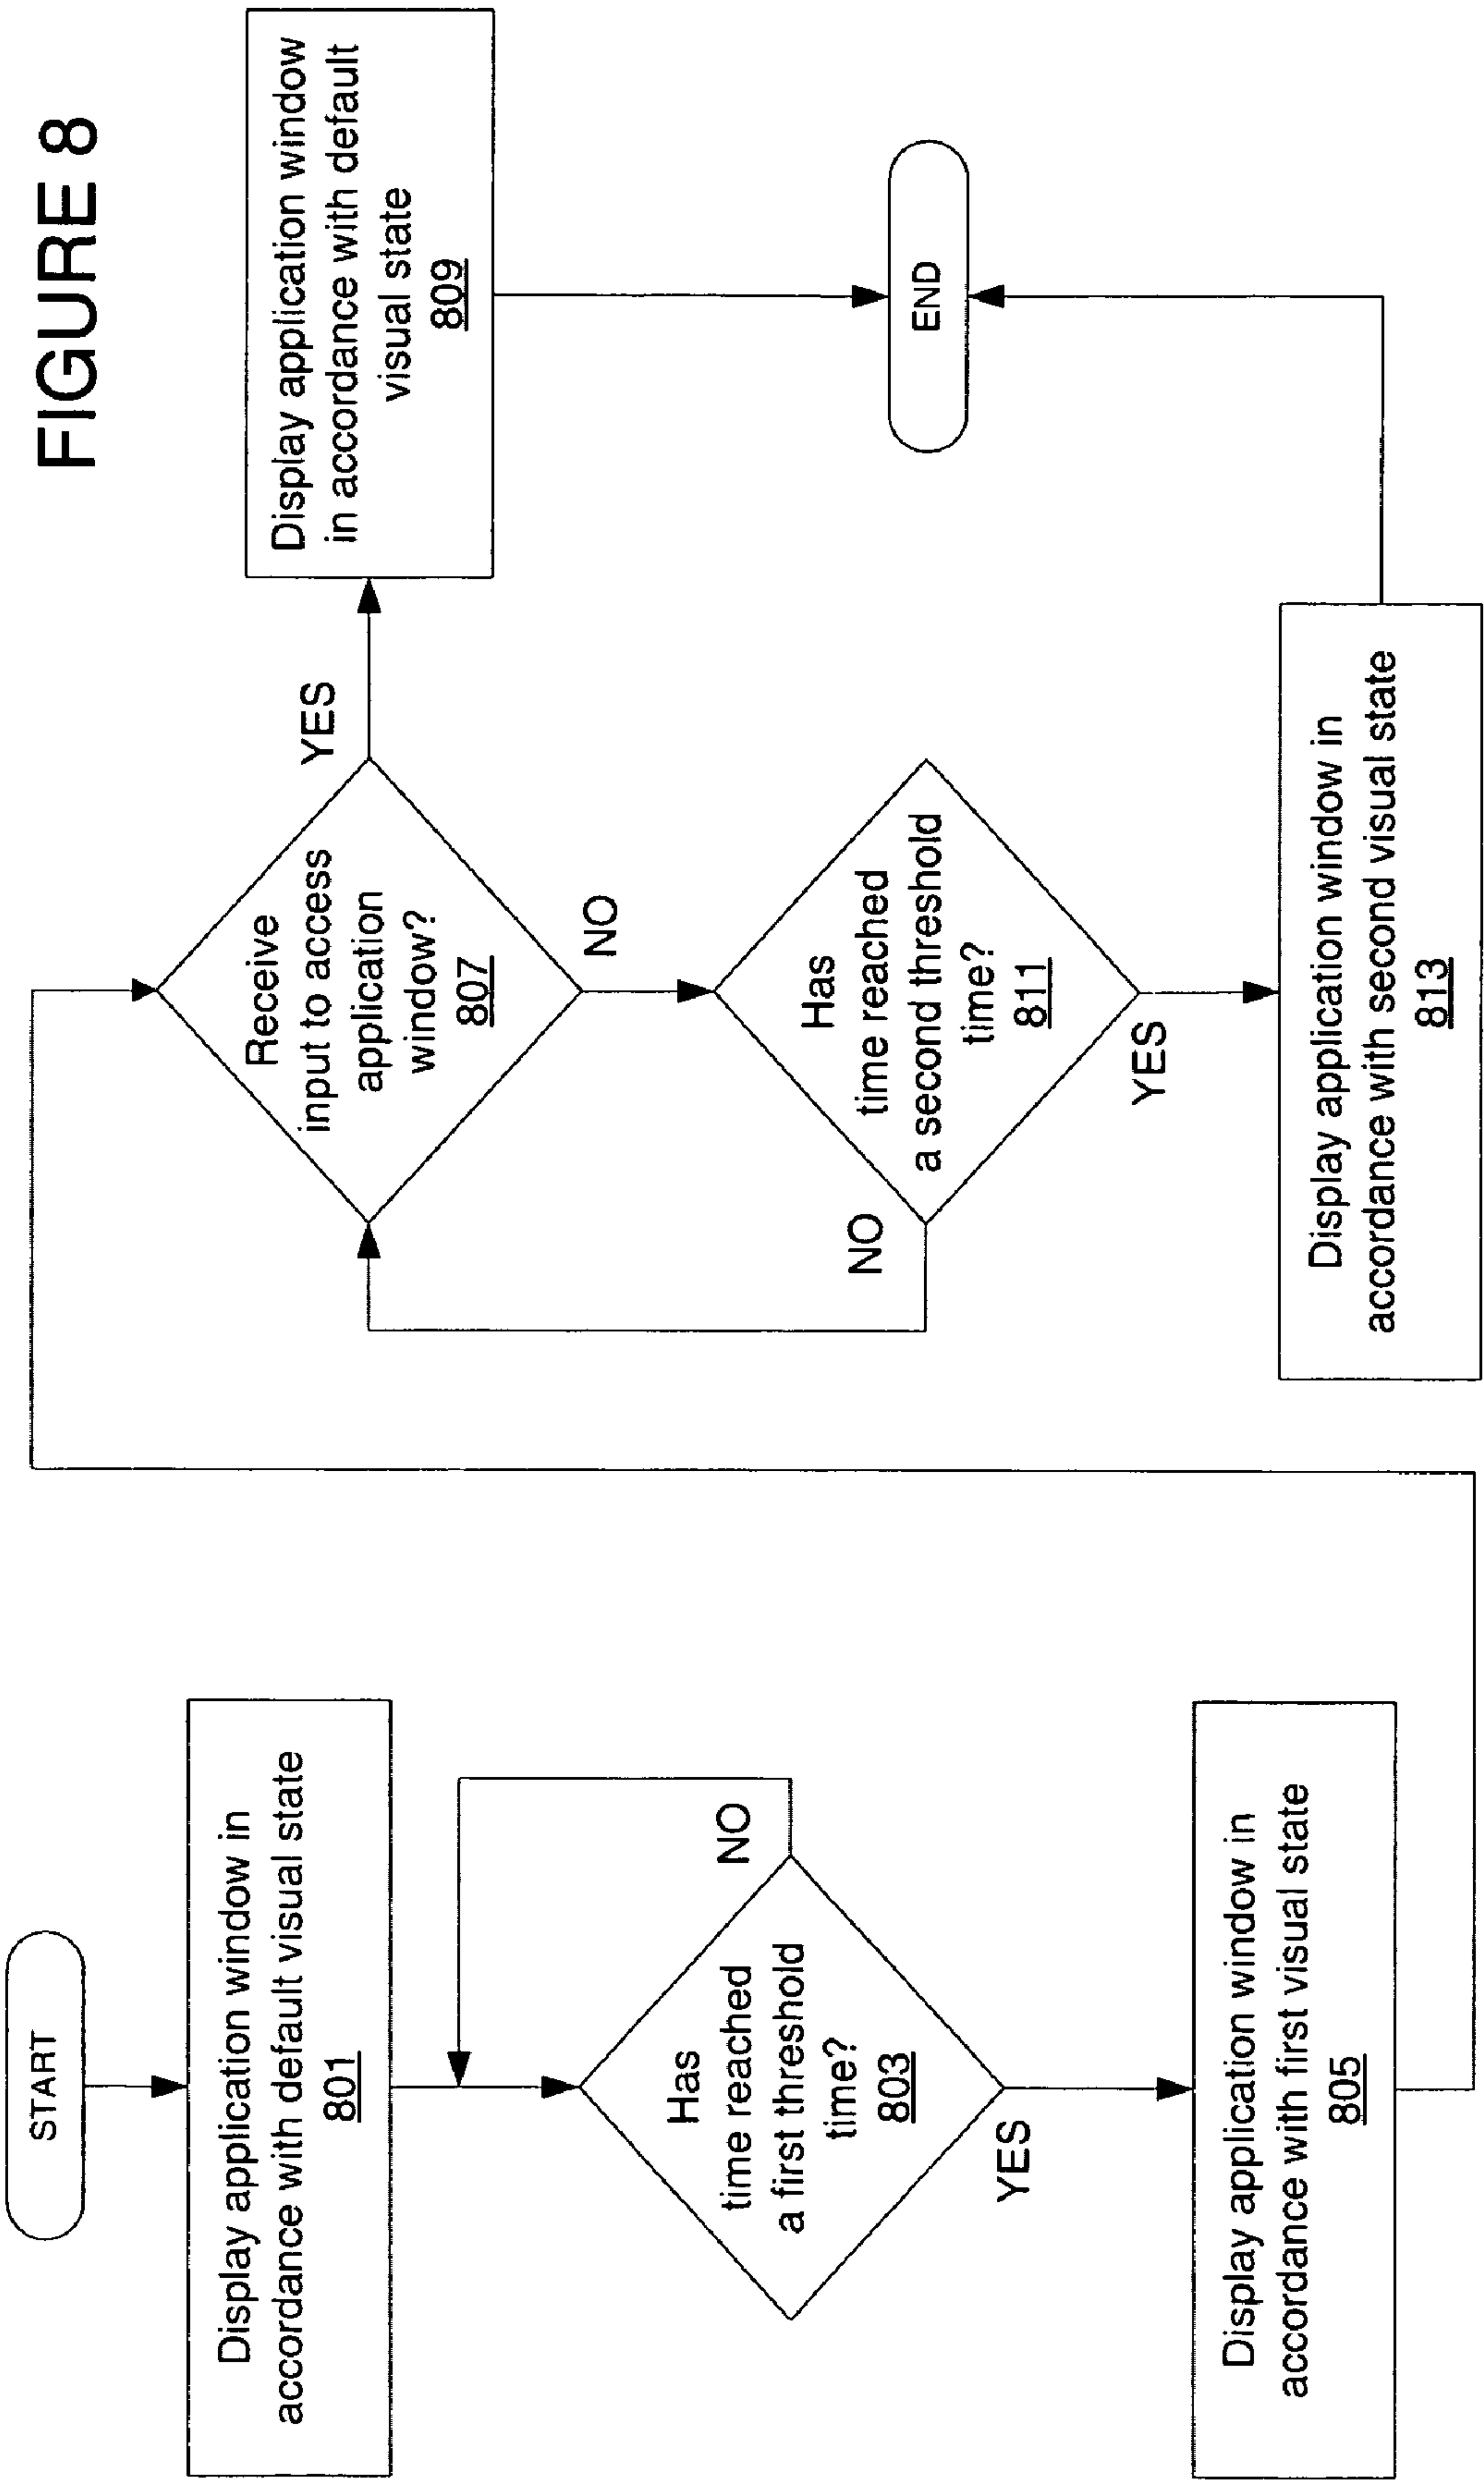 FIGURE 8
START
Display application window in
accordance with default visual state
801
Has
time reached
a first threshold
time?
803
NO
YES
Display application window in
accordance with first visual state
805
Receive
input to access
application
window?
807
YES
NO
Display application window
in accordance with default
visual state
809
Has
time reached
a second threshold
time?
811
NO
YES
Display application window in
accordance with second visual state
813
END